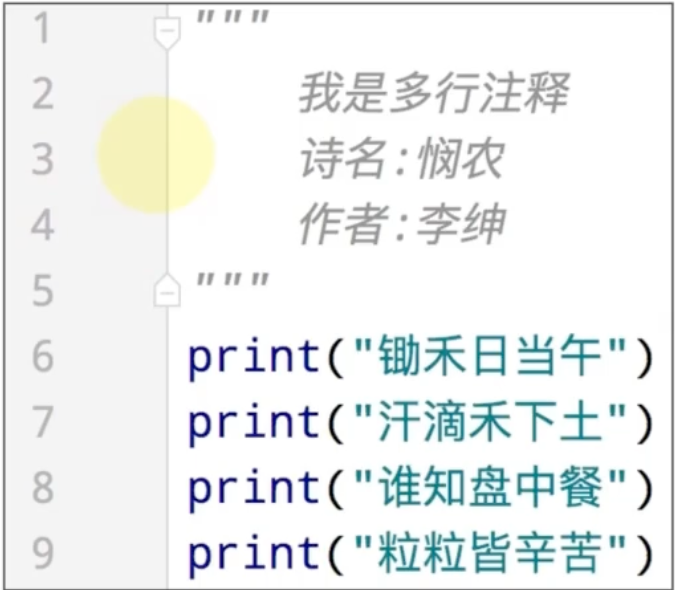 1 """
2 我是多行注释
3 诗名:悯农
4 作者:李绅
5 """
6 print("锄禾日当午")
7 print("汗滴禾下土")
8 print("谁知盘中餐")
9 print("粒粒皆辛苦")